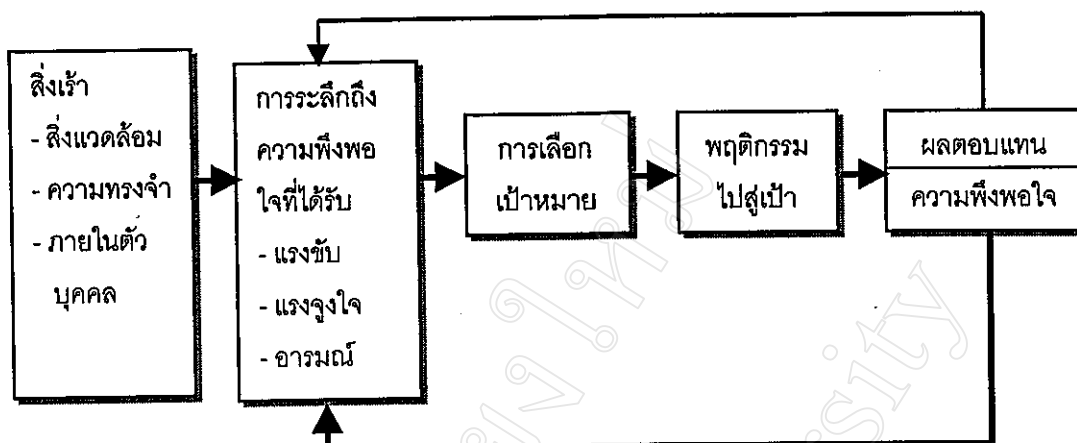 สิ่งเร้า
- สิ่งแวดล้อม
- ความทรงจำ
- ภายในตัว
บุคคล
การระลึกถึง
ความพึงพอ
ใจที่ได้รับ
- แรงขับ
- แรงจูงใจ
- อารมณ์
การเลือก
เป้าหมาย
พฤติกรรม
ไปสู่เป้า
ผลตอบแทน
ความพึงพอใจ